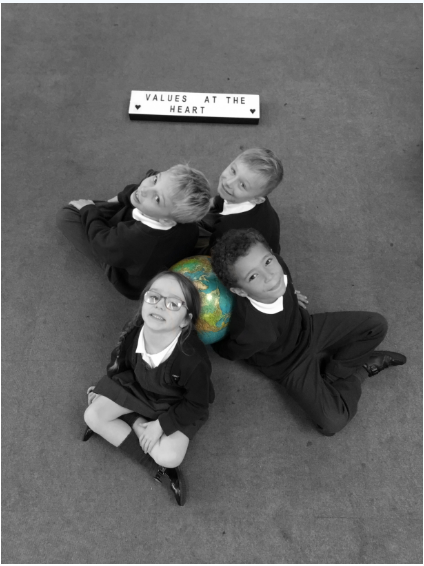 VALUES AT THE
♥ HEART ♥